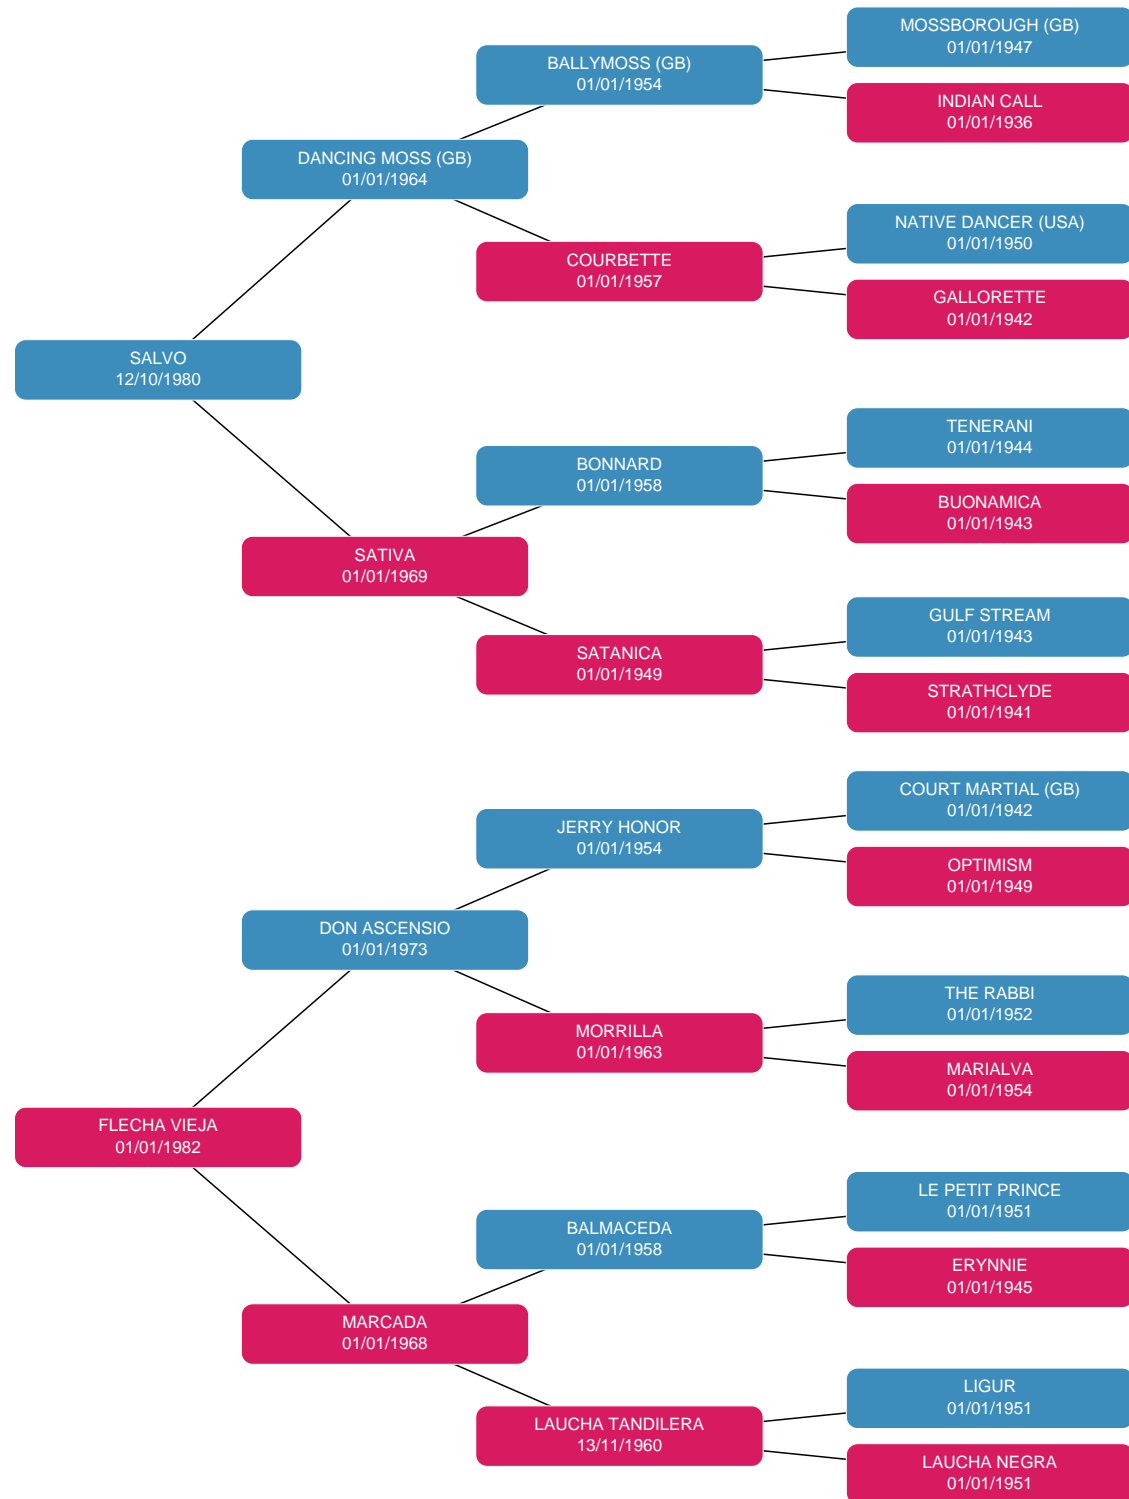 MOSSBOROUGH (GB)
01/01/1947
BALLYMOSS (GB)
01/01/1954
INDIAN CALL
01/01/1936
DANCING MOSS (GB)
01/01/1964
NATIVE DANCER (USA)
01/01/1950
COURBETTE
01/01/1957
GALLORETTE
01/01/1942
SALVO
12/10/1980
TENERANI
01/01/1944
BONNARD
01/01/1958
BUONAMICA
01/01/1943
SATIVA
01/01/1969
GULF STREAM
01/01/1943
SATANICA
01/01/1949
STRATHCLYDE
01/01/1941
COURT MARTIAL (GB)
01/01/1942
JERRY HONOR
01/01/1954
OPTIMISM
01/01/1949
DON ASCENSIO
01/01/1973
THE RABBI
01/01/1952
MORRILLA
01/01/1963
MARIALVA
01/01/1954
FLECHA VIEJA
01/01/1982
LE PETIT PRINCE
01/01/1951
BALMACEDA
01/01/1958
ERYNNIE
01/01/1945
MARCADA
01/01/1968
LIGUR
01/01/1951
LAUCHA TANDILERA
13/11/1960
LAUCHA NEGRA
01/01/1951